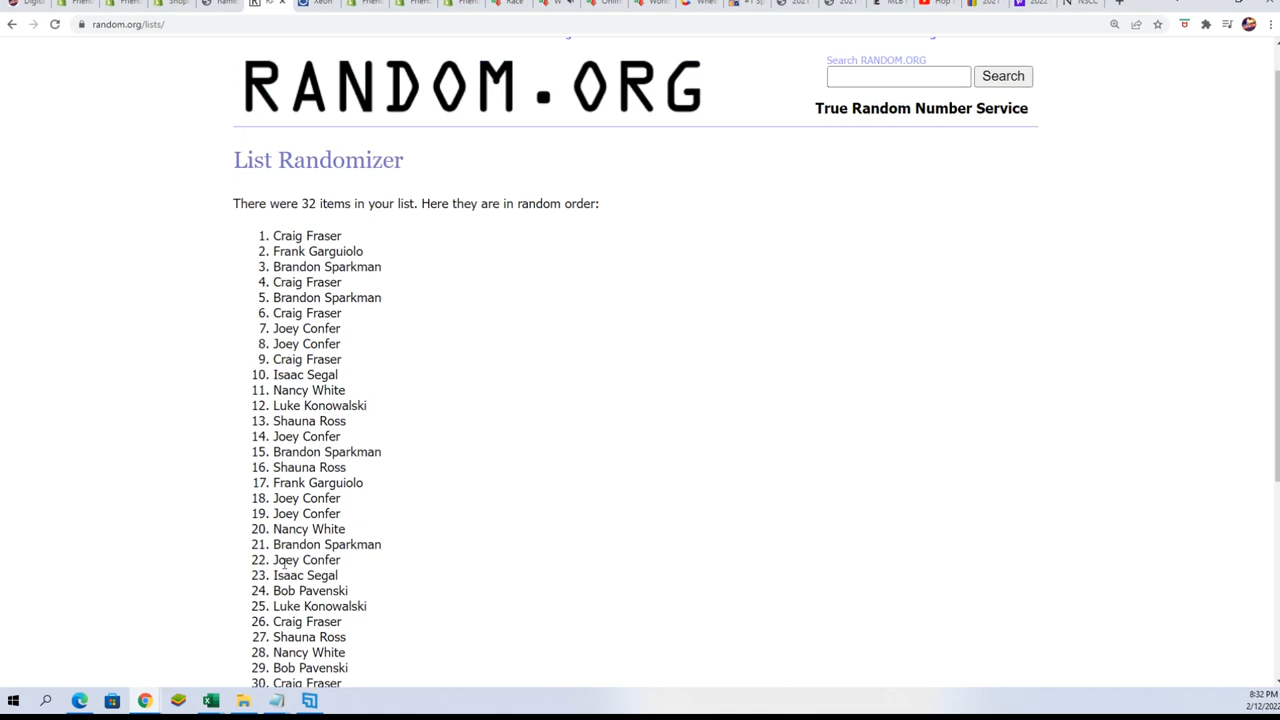 random.org/lists/
RANDOM.ORG
Search RANDOM.ORG
Search
True Random Number Service
List Randomizer
There were 32 items in your list. Here they are in random order:
1. Craig Fraser
2. Frank Garguiolo
3. Brandon Sparkman
4. Craig Fraser
5. Brandon Sparkman
6. Craig Fraser
7. Joey Confer
8. Joey Confer
9. Craig Fraser
10. Isaac Segal
11. Nancy White
12. Luke Konowalski
13. Shauna Ross
14. Joey Confer
15. Brandon Sparkman
16. Shauna Ross
17. Frank Garguiolo
18. Joey Confer
19. Joey Confer
20. Nancy White
21. Brandon Sparkman
22. Joey Confer
23. Isaac Segal
24. Bob Pavenski
25. Luke Konowalski
26. Craig Fraser
27. Shauna Ross
28. Nancy White
29. Bob Pavenski
30. Craig Fraser
8:32 PM